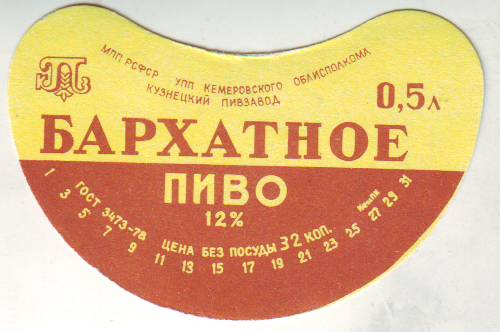 МПП РСФСР УПП КЕМЕРОВСКОГО ОБЛИСПОЛКОМА
КУЗНЕЦКИЙ ПИВЗАВОД
0,5 л
БАРХАТНОЕ
ПИВО
12%
ГОСТ 3473-78 ЦЕНА БЕЗ ПОСУДЫ 32 КОП.
1 3 5 7 9 11 13 15 17 19 21 23 25 27 29 31